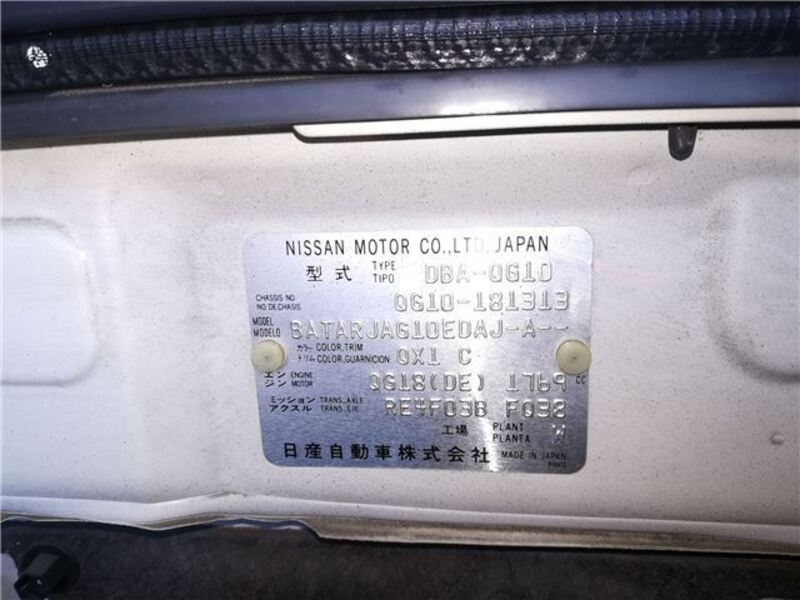 NISSAN MOTOR CO.,LTD.JAPAN
型式 TYPE TIPO DBA-QG10
CHASSIS NO. NO.DE CHASIS QG10-181313
MODEL MODELO BATARJAG10EDAJ-A--
カラー COLOR,TRIM トリム COLOR,GUARNICION QX1 C
エンジン ENGINE MOTOR QG18(DE) 1769 CC
ミッション アクスル TRANS.,AXLE TRANS.,EJE RE4F03B FQ38
工場 PLANT PLANTA W
日産自動車株式会社 MADE IN JAPAN